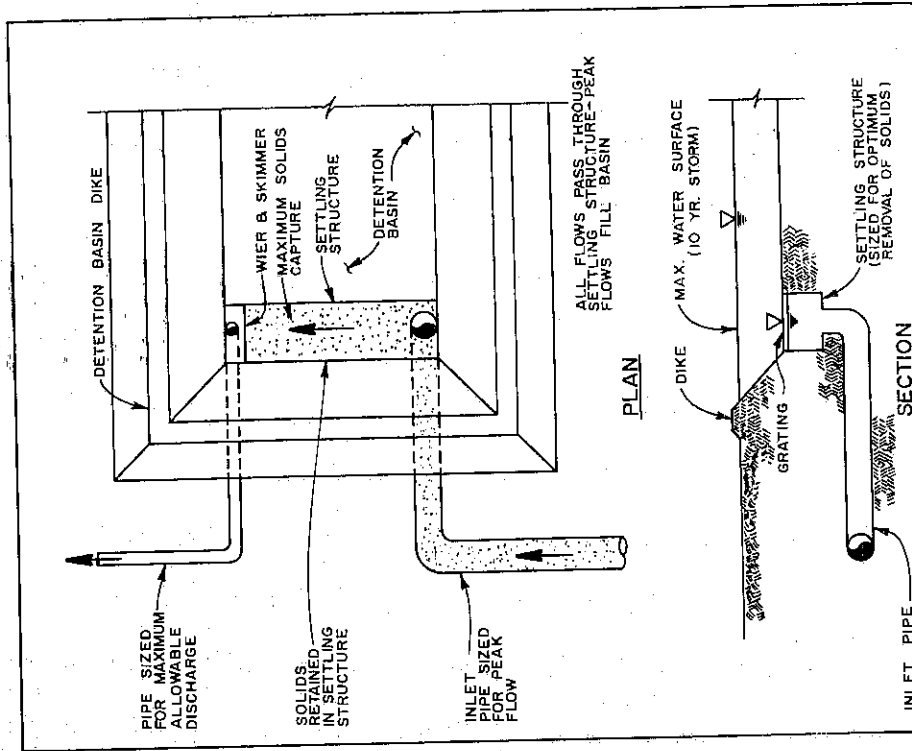 DETENTION BASIN DIKE
WIER & SKIMMER
MAXIMUM SOLIDS
CAPTURE
SETTLING
STRUCTURE
DETENTION
BASIN
ALL FLOWS PASS THROUGH
SETTLING STRUCTURE-PEAK
FLOWS FILL BASIN
PIPE SIZED
FOR MAXIMUM
ALLOWABLE
DISCHARGE
SOLIDS
RETAINED
IN SETTLING
STRUCTURE
INLET
PIPE SIZED
FOR PEAK
FLOW
PLAN
DIKE
MAX. WATER SURFACE
(10 YR. STORM)
GRATING
SETTLING STRUCTURE
(SIZED FOR OPTIMUM
REMOVAL OF SOLIDS)
INLET PIPE
SECTION